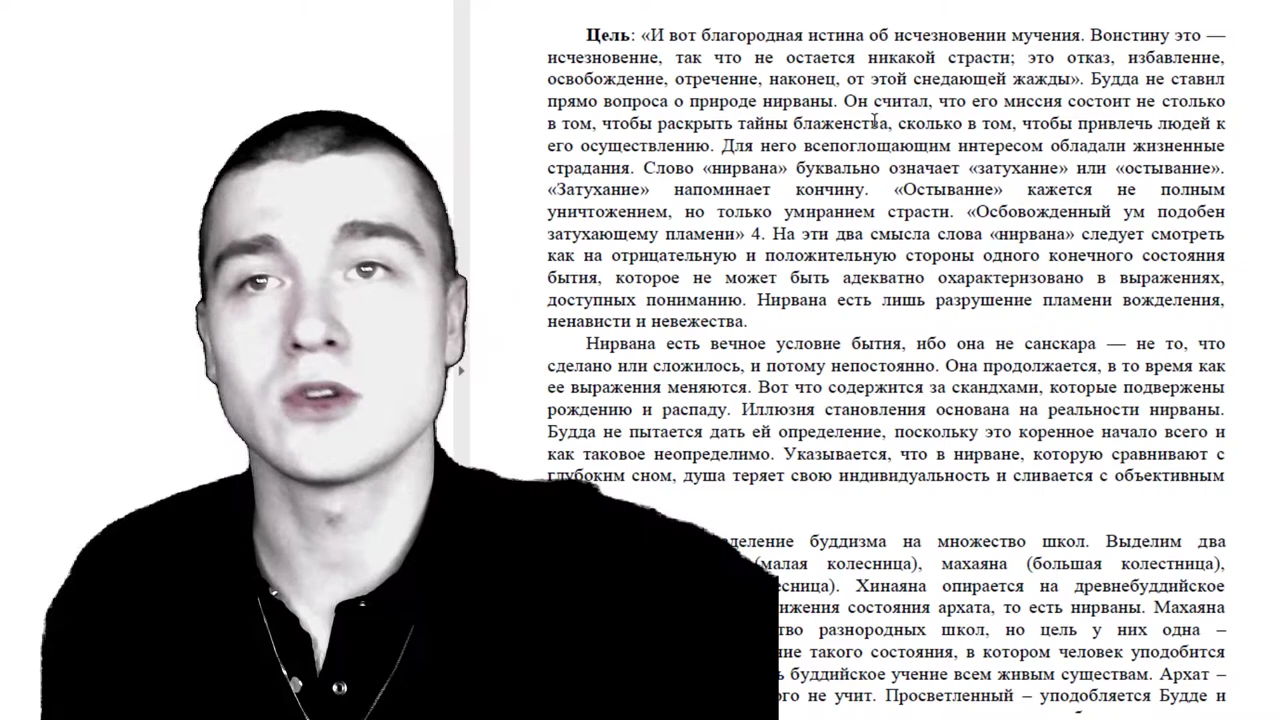 Цель: «И вот благородная истина об исчезновении мучения. Воистину это —
исчезновение, так что не остается никакой страсти; это отказ, избавление,
освобождение, отречение, наконец, от этой снедающей жажды». Будда не ставил
прямо вопроса о природе нирваны. Он считал, что его миссия состоит не столько
в том, чтобы раскрыть тайны блаженства, сколько в том, чтобы привлечь людей к
его осуществлению. Для него всепоглощающим интересом обладали жизненные
страдания. Слово «нирвана» буквально означает «затухание» или «остывание».
«Затухание» напоминает кончину. «Остывание» кажется не полным
уничтожением, но только умиранием страсти. «Осбовожденный ум подобен
затухающему пламени» 4. На эти два смысла слова «нирвана» следует смотреть
как на отрицательную и положительную стороны одного конечного состояния
бытия, которое не может быть адекватно охарактеризовано в выражениях,
доступных пониманию. Нирвана есть лишь разрушение пламени вожделения,
ненависти и невежества.
Нирвана есть вечное условие бытия, ибо она не санскара — не то, что
сделано или сложилось, и потому непостоянно. Она продолжается, в то время как
ее выражения меняются. Вот что содержится за скандхами, которые подвержены
рождению и распаду. Иллюзия становления основана на реальности нирваны.
Будда не пытается дать ей определение, поскольку это коренное начало всего и
как таковое неопределимо. Указывается, что в нирване, которую сравнивают с
глубоким сном, душа теряет свою индивидуальность и сливается с объективным
буддизма на множество школ. Выделим два
(малая колесница), махаяна (большая колестница),
Хинаяна опирается на древнебуддийское
состояния архата, то есть нирваны. Махаяна
разнородных школ, но цель у них одна –
такого состояния, в котором человек уподобится
буддийское учение всем живым существам. Архат –
не учит. Просветленный – уподобляется Будде и